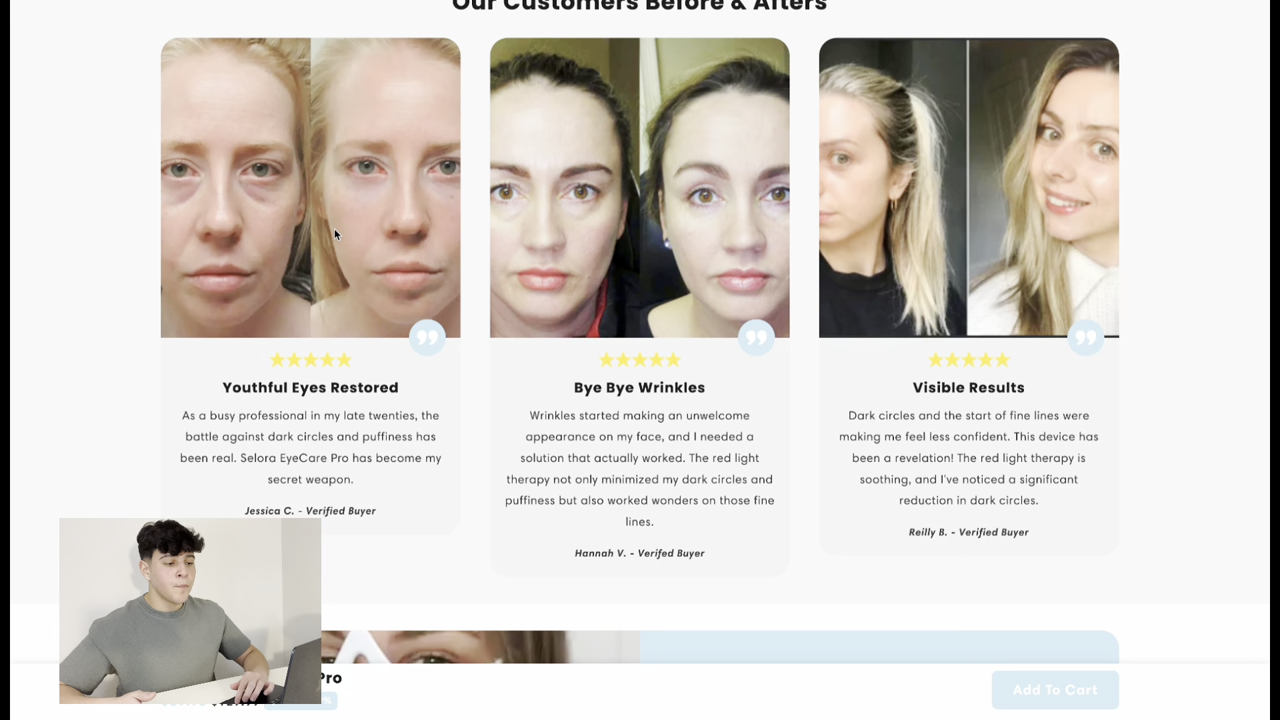 Our Customers Before & Afters
Youthful Eyes Restored
As a busy professional in my late twenties, the
battle against dark circles and puffiness has
been real. Selora EyeCare Pro has become my
secret weapon.
Jessica C. - Verified Buyer
Bye Bye Wrinkles
Wrinkles started making an unwelcome
appearance on my face, and I needed a
solution that actually worked. The red light
therapy not only minimized my dark circles and
puffiness but also worked wonders on those fine
lines.
Hannah V. - Verifed Buyer
Visible Results
Dark circles and the start of fine lines were
making me feel less confident. This device has
been a revelation! The red light therapy is
soothing, and I've noticed a significant
reduction in dark circles.
Reilly B. - Verified Buyer
Pro
Add To Cart